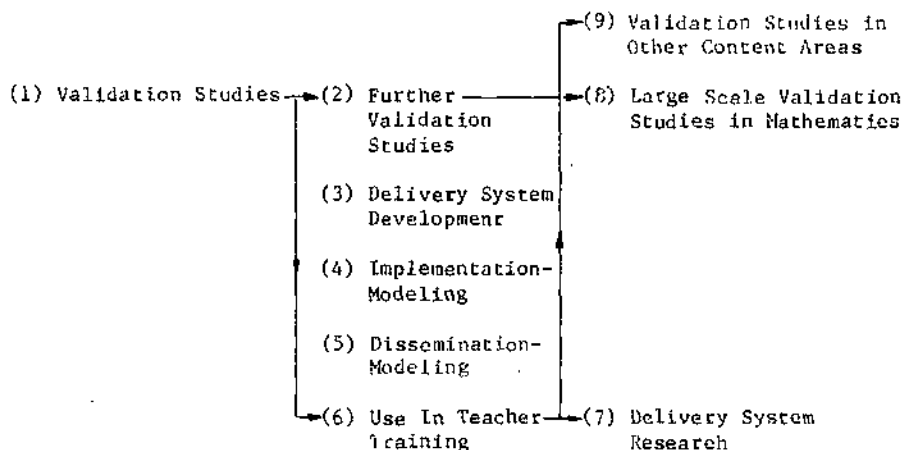 (9) Validation Studies in
Other Content Areas
(1) Validation Studies
(2) Further
Validation
Studies
(8) Large Scale Validation
Studies in Mathematics
(3) Delivery System
Development
(4) Implementation-
Modeling
(5) Dissemination-
Modeling
(6) Use In Teacher
Training
(7) Delivery System
Research